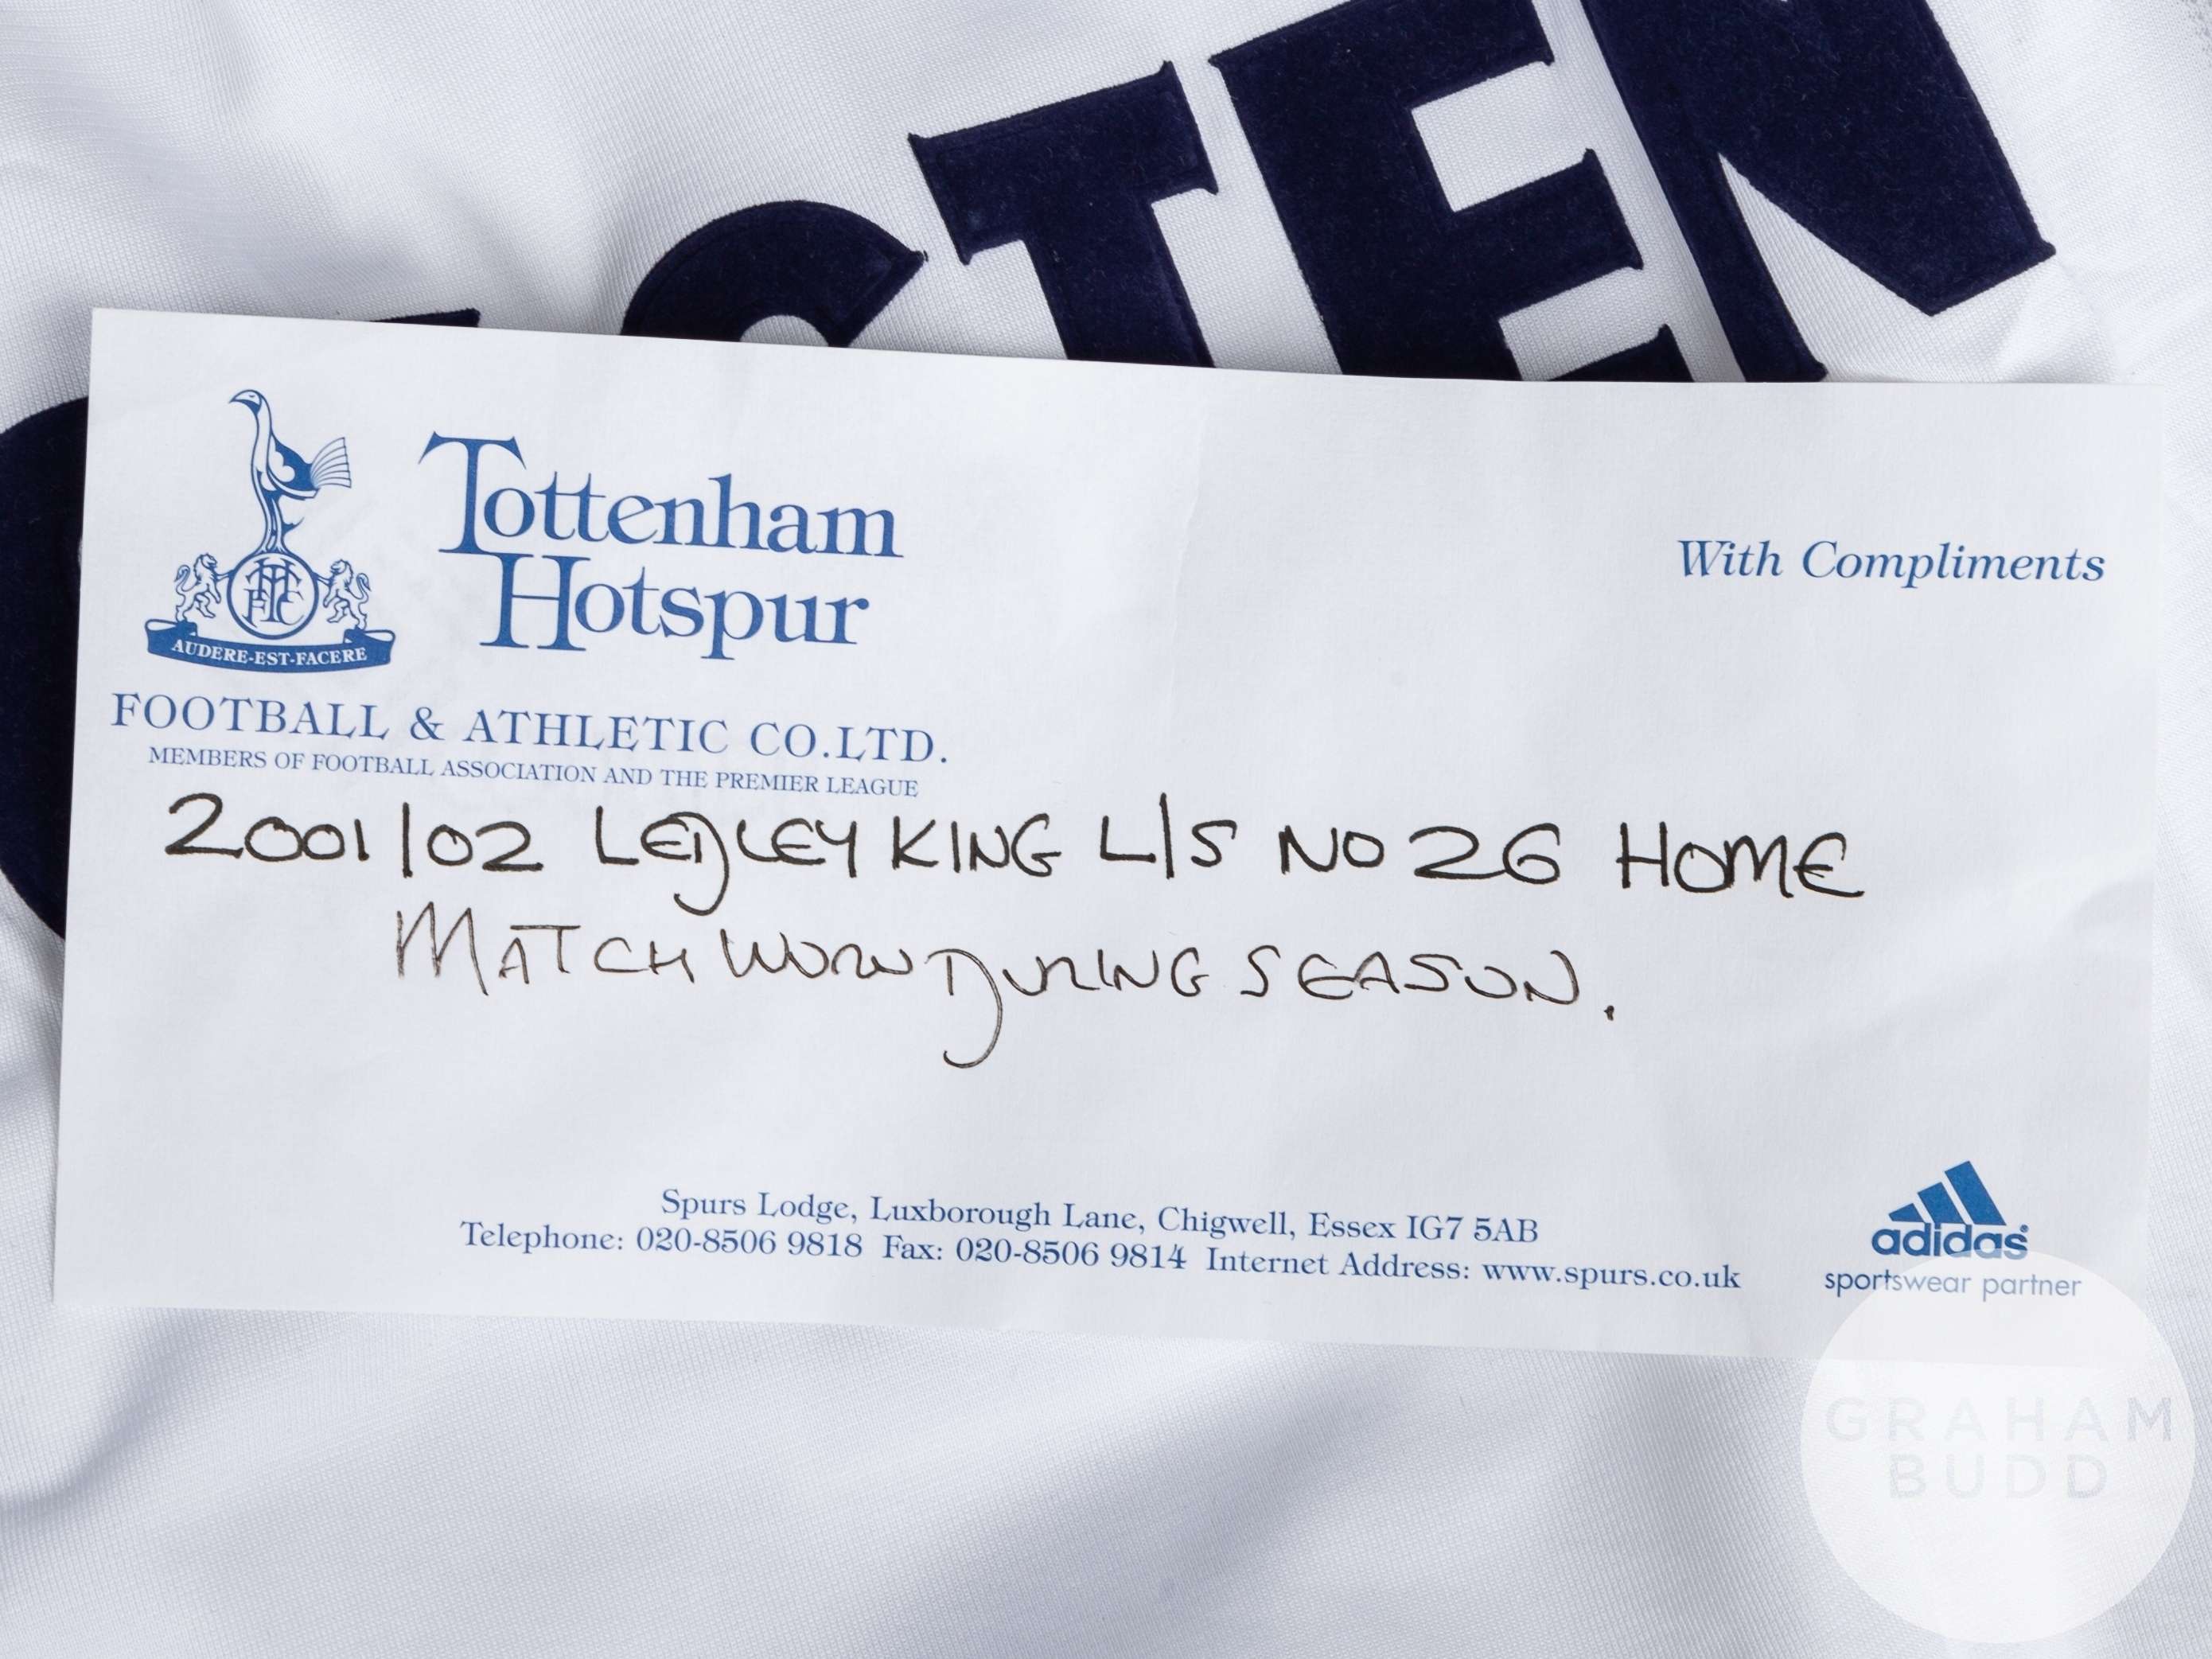 STEN
Tottenham
Hotspur
With Compliments
AUDERE-EST-FACERE
FOOTBALL & ATHLETIC CO.LTD.
MEMBERS OF FOOTBALL ASSOCIATION AND THE PREMIER LEAGUE
2001/02 LEDLEY KING L/S NO 26 HOME
MATCH WORN DURING SEASON.
Spurs Lodge, Luxborough Lane, Chigwell, Essex IG7 5AB
Telephone: 020-8506 9818 Fax: 020-8506 9814 Internet Address: www.spurs.co.uk
adidas
sportswear partner
GRAHAM
BUDD